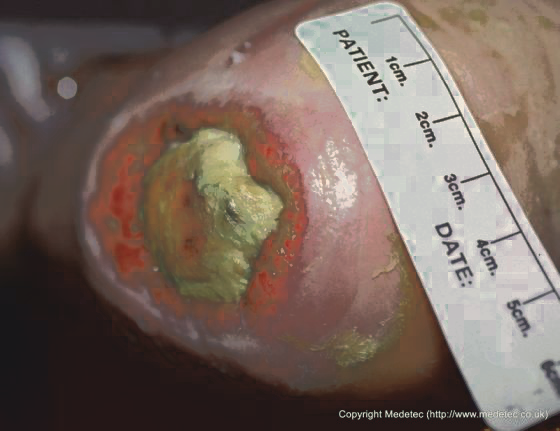 PATIENT:
1cm.
2cm.
3cm.
DATE:
4cm.
5cm.
Copyright Medetec (http://www.medetec.co.uk)